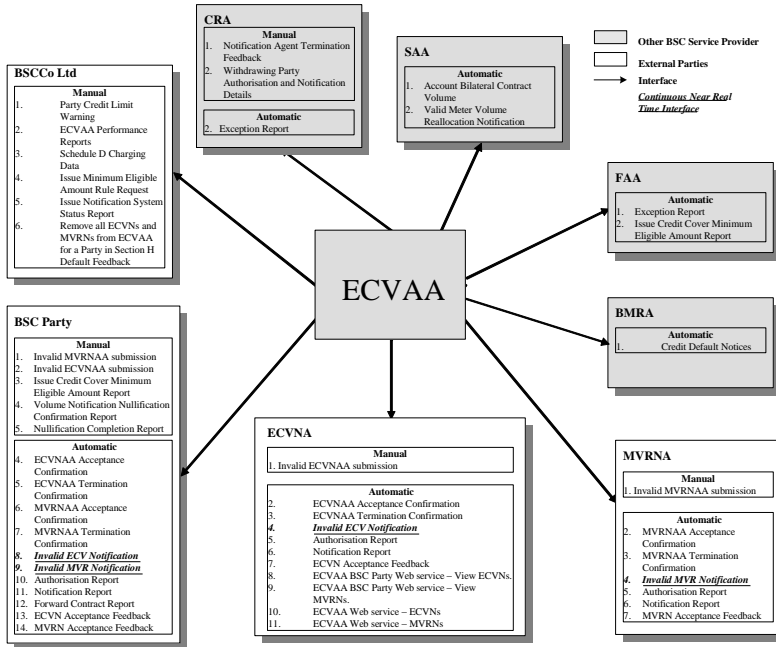 CRA
Manual
1. Notification Agent Termination
Feedback
2. Withdrawing Party
Authorisation and Notification
Details
Automatic
2. Exception Report
SAA
Automatic
1. Account Bilateral Contract
Volume
2. Valid Meter Volume
Reallocation Notification
Other BSC Service Provider
External Parties
Interface
Continuous Near Real
Time Interface
BSCCo Ltd
Manual
1. Party Credit Limit
Warning
2. ECVAA Performance
Reports
3. Schedule D Charging
Data
4. Issue Minimum Eligible
Amount Rule Request
5. Issue Notification System
Status Report
6. Remove all ECVNs and
MVRNs from ECVAA
for a Party in Section H
Default Feedback
FAA
Automatic
1. Exception Report
2. Issue Credit Cover Minimum
Eligible Amount Report
ECVAA
BMRA
Automatic
1. Credit Default Notices
BSC Party
Manual
1. Invalid MVRNAA submission
2. Invalid ECVNAA submission
3. Issue Credit Cover Minimum
Eligible Amount Report
4. Volume Notification Nullification
Confirmation Report
5. Nullification Completion Report
Automatic
4. ECVNAA Acceptance
Confirmation
5. ECVNAA Termination
Confirmation
6. MVRNAA Acceptance
Confirmation
7. MVRNAA Termination
Confirmation
8. Invalid ECV Notification
9. Invalid MVR Notification
10. Authorisation Report
11. Notification Report
12. Forward Contract Report
13. ECVN Acceptance Feedback
14. MVRN Acceptance Feedback
ECVNA
Manual
1. Invalid ECVNAA submission
Automatic
2. ECVNAA Acceptance Confirmation
3. ECVNAA Termination Confirmation
4. Invalid ECV Notification
5. Authorisation Report
6. Notification Report
7. ECVN Acceptance Feedback
8. ECVAA BSC Party Web service – View ECVNs.
9. ECVAA BSC Party Web service – View
MVRNs.
10. ECVAA Web service – ECVNs
11. ECVAA Web service – MVRNs
MVRNA
Manual
1. Invalid MVRNAA submission
Automatic
2. MVRNAA Acceptance
Confirmation
3. MVRNAA Termination
Confirmation
4. Invalid MVR Notification
5. Authorisation Report
6. Notification Report
7. MVRN Acceptance Feedback